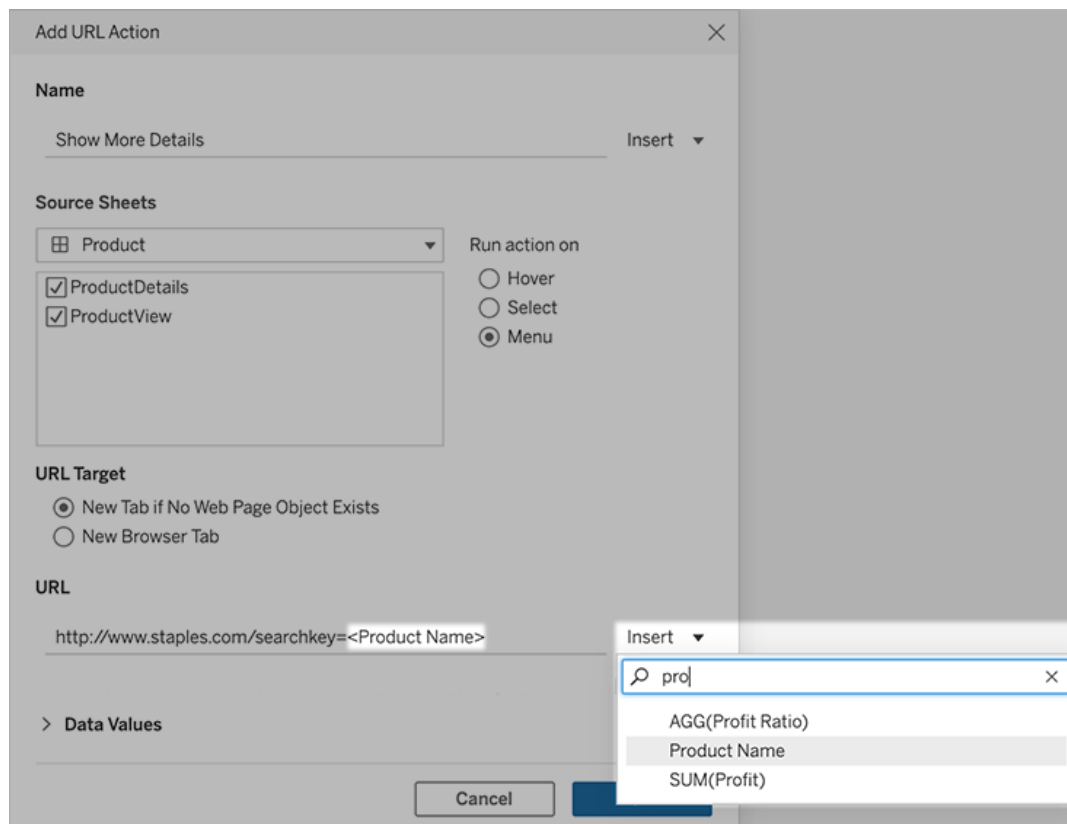 Add URL Action
Name
Show More Details
Insert
Source Sheets
Product
Run action on
ProductDetails
ProductView
Hover
Select
Menu
URL Target
New Tab if No Web Page Object Exists
New Browser Tab
URL
http://www.staples.com/searchkey=<Product Name>
Insert
pro
AGG(Profit Ratio)
Product Name
SUM(Profit)
Data Values
Cancel